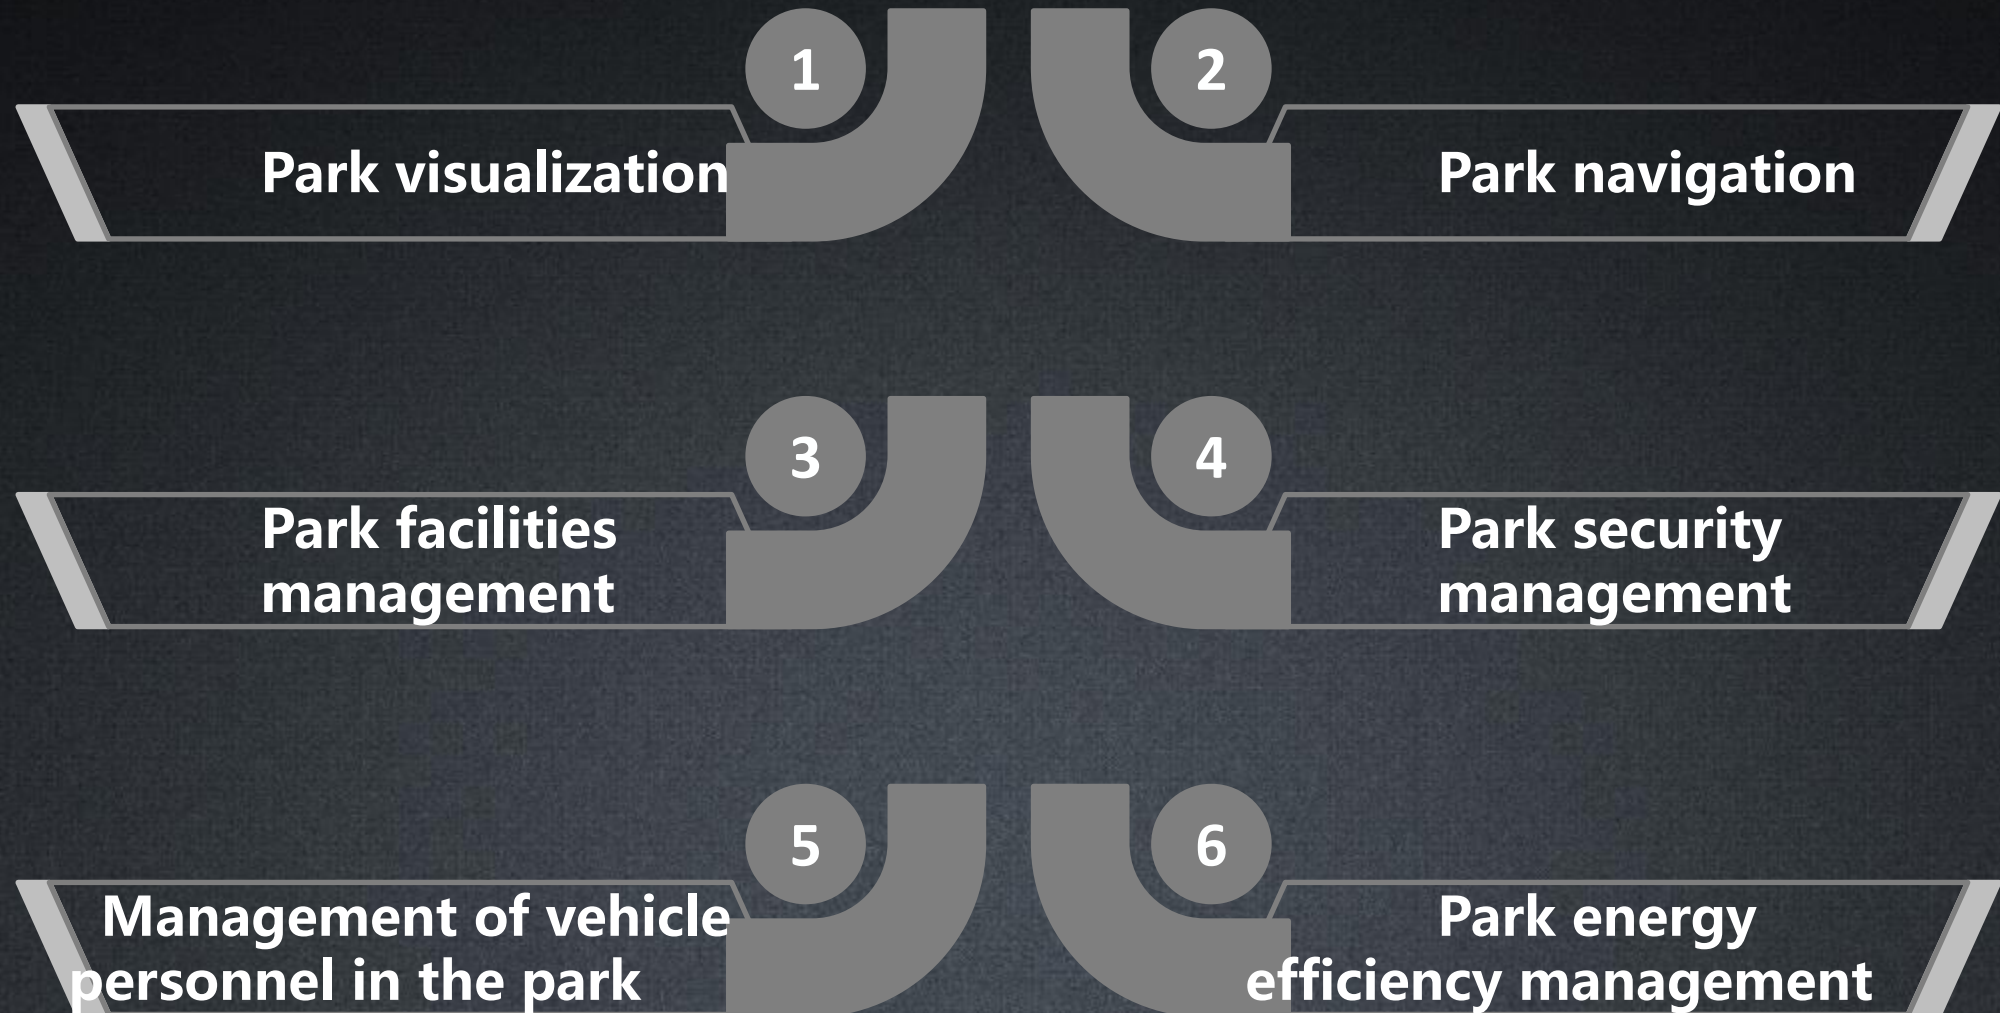 1
Park visualization
2
Park navigation
3
Park facilities
management
4
Park security
management
5
Management of vehicle
personnel in the park
6
Park energy
efficiency management